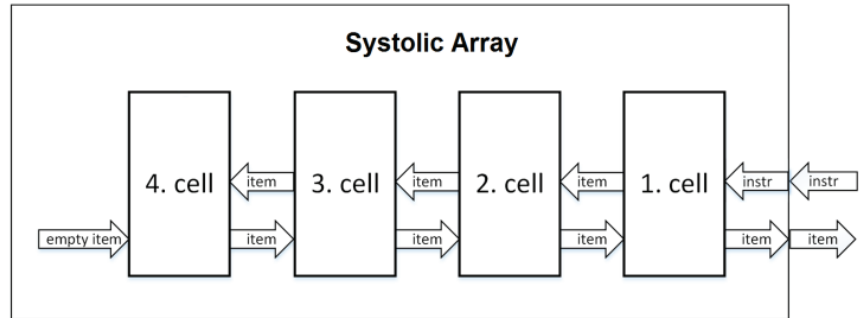 Systolic Array
4. cell item 3. cell item 2. cell item 1. cell instr instr
empty item item item item item item